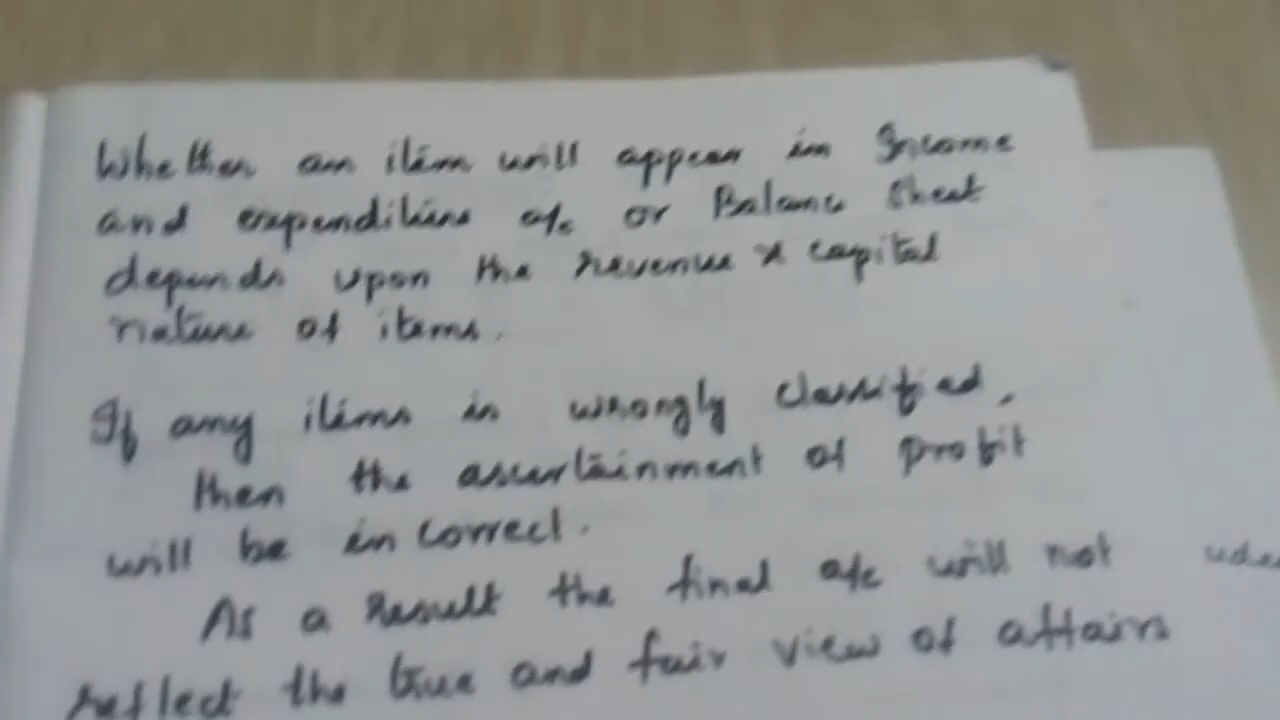 Whether an item will appear in Income
and expenditure a/c or Balance Sheet
depends upon the revenue & capital
nature of items.
If any items is wrongly classified,
then the ascertainment of profit
will be incorrect.
As a result the final a/c will not
reflect the true and fair view of affairs